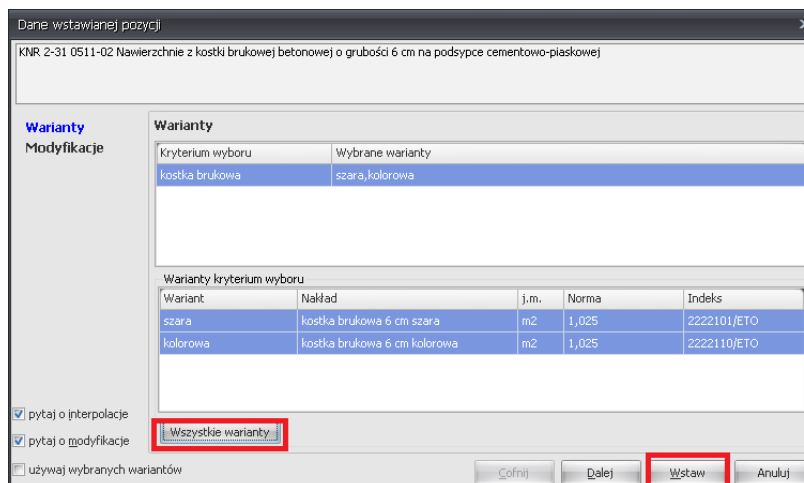 Dane wstawianej pozycji
KNR 2-31 0511-02 Nawierzchnie z kostki brukowej betonowej o grubości 6 cm na podsypce cementowo-piaskowej
Warianty
Modyfikacje
Warianty
Kryterium wyboru Wybrane warianty
kostka brukowa szara,kolorowa
Warianty kryterium wyboru
Wariant Nakład j.m. Norma Indeks
szara kostka brukowa 6 cm szara m2 1,025 2222101/ETO
kolorowa kostka brukowa 6 cm kolorowa m2 1,025 2222110/ETO
pytaj o interpolacje
pytaj o modyfikacje
Wszystkie warianty
używaj wybranych wariantów
Cofnij Dalej Wstaw Anuluj